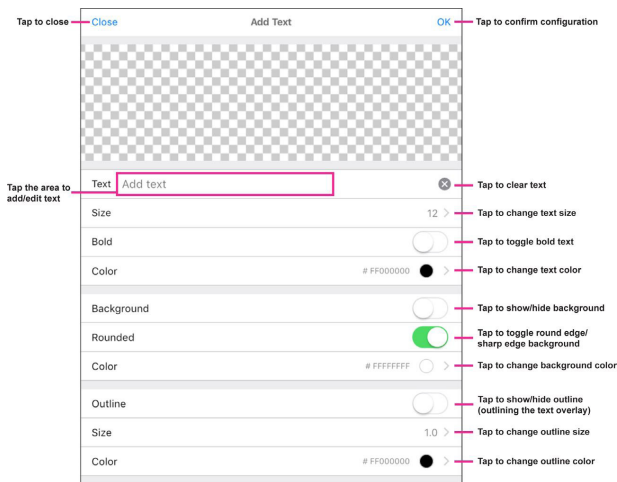 Tap to close Close Add Text OK Tap to confirm configuration
Tap the area to
add/edit text
Text Add text Tap to clear text
Size 12 > Tap to change text size
Bold Tap to toggle bold text
Color # FF000000 > Tap to change text color
Background Tap to show/hide background
Rounded Tap to toggle round edge/
sharp edge background
Color # FFFFFFFF > Tap to change background color
Outline Tap to show/hide outline
(outlining the text overlay)
Size 1.0 > Tap to change outline size
Color # FF000000 > Tap to change outline color